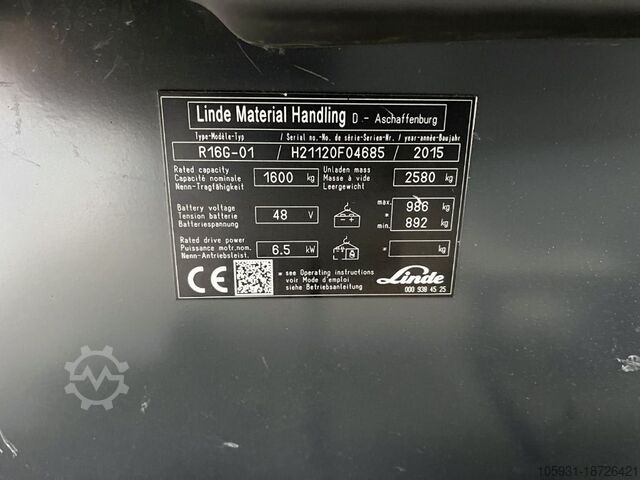 Linde Material Handling D.- Aschaffenburg
Type-Modèle-Typ / Serial no.-No. de série-Serien-Nr. / year-année-Baujahr
R16G-01 / H21120F04685 / 2015
Rated capacity
Capacité nominale
Nenn-Tragfähigkeit
1600 kg
Unladen mass
Masse à vide
Leergewicht
2580 kg
Battery voltage
Tension batterie
Batteriespannung
48 V
- +
max. 986 kg
*
min. 892 kg
Rated drive power
Puissance motr.nom.
Nenn-Antriebsleist.
6.5 kW
* kg
CE
* see Operating instructions
voir Mode d'emploi
siehe Betriebsanleitung
Linde
000 938 45 25
105931-18726421